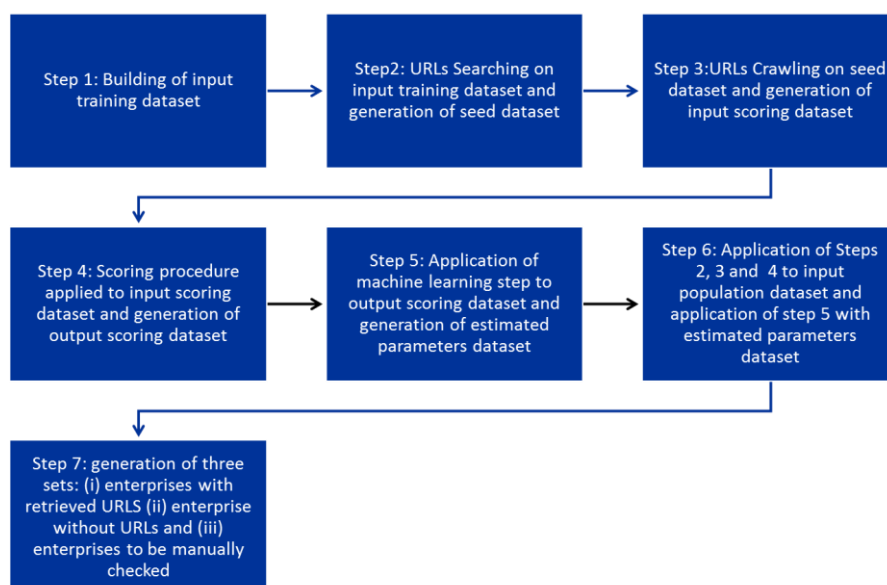 Step 1: Building of input
training dataset
Step2: URLs Searching on
input training dataset and
generation of seed dataset
Step 3:URLs Crawling on seed
dataset and generation of
input scoring dataset
Step 4: Scoring procedure
applied to input scoring
dataset and generation of
output scoring dataset
Step 5: Application of
machine learning step to
output scoring dataset and
generation of estimated
parameters dataset
Step 6: Application of Steps
2, 3 and 4 to input
population dataset and
application of step 5 with
estimated parameters
dataset
Step 7: generation of three
sets: (i) enterprises with
retrieved URLS (ii) enterprise
without URLs and (iii)
enterprises to be manually
checked